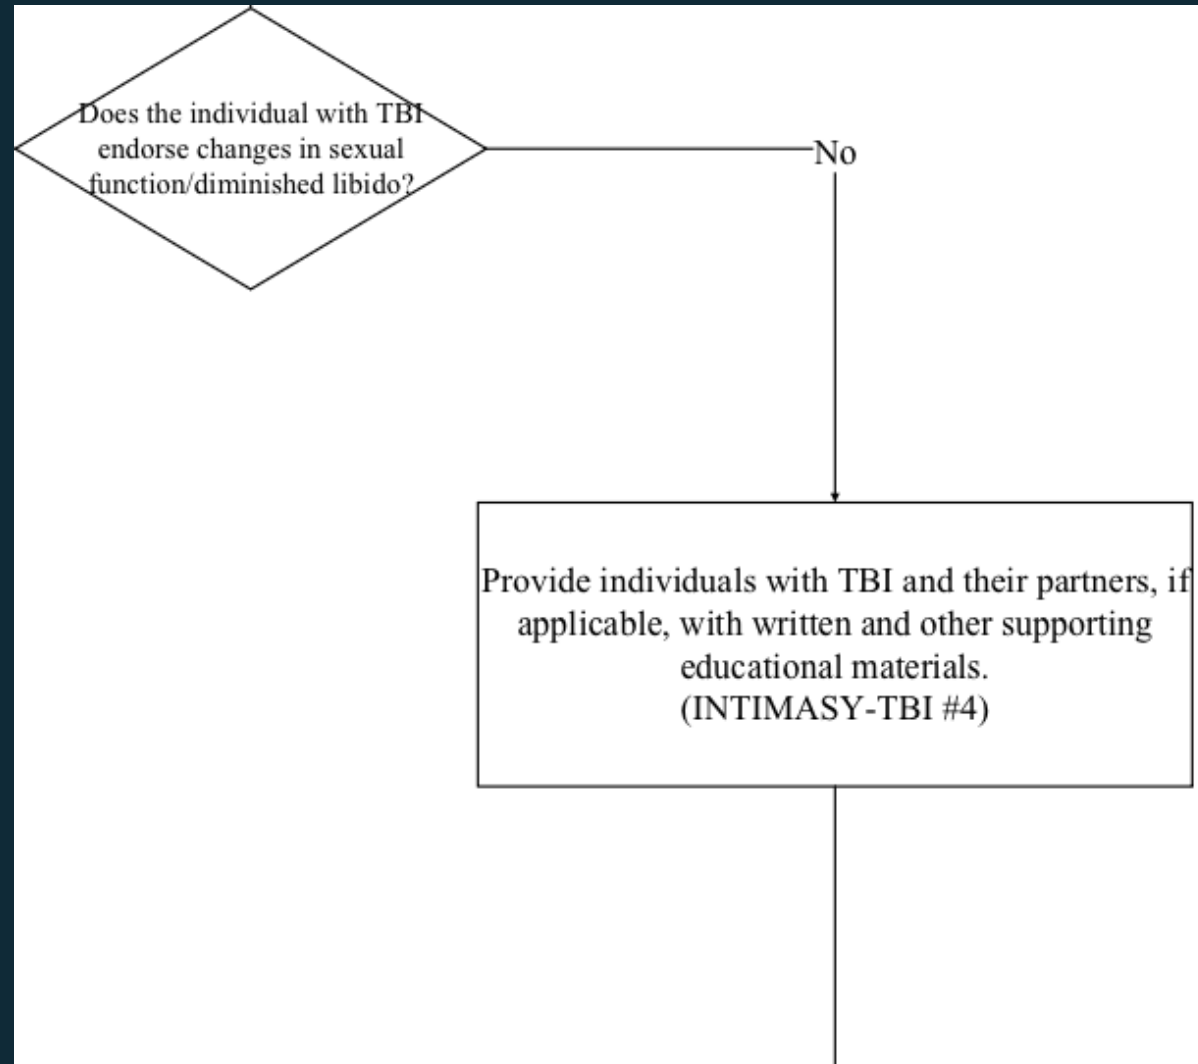 Does the individual with TBI
endorse changes in sexual
function/diminished libido?
No
Provide individuals with TBI and their partners, if
applicable, with written and other supporting
educational materials.
(INTIMASY-TBI #4)